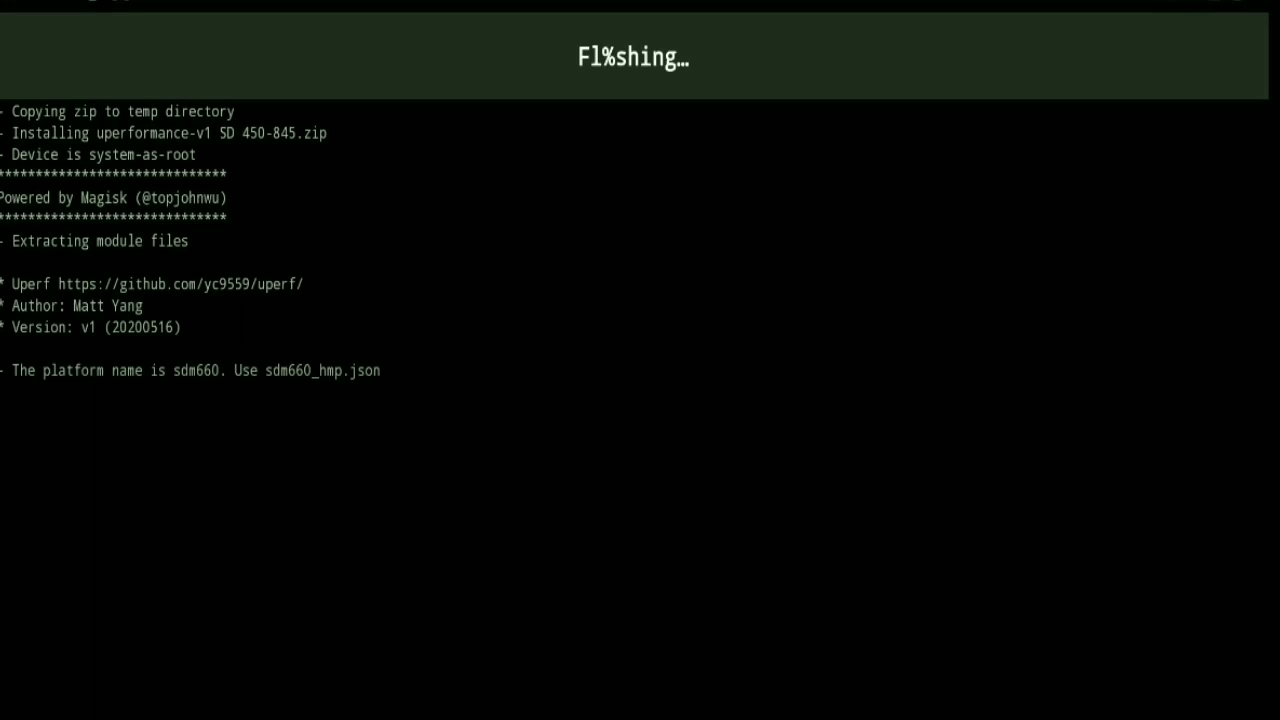 Fl%shing…
- Copying zip to temp directory
- Installing uperformance-v1 SD 450-845.zip
- Device is system-as-root
******************************
Powered by Magisk (@topjohnwu)
******************************
- Extracting module files
* Uperf https://github.com/yc9559/uperf/
* Author: Matt Yang
* Version: v1 (20200516)
- The platform name is sdm660. Use sdm660_hmp.json